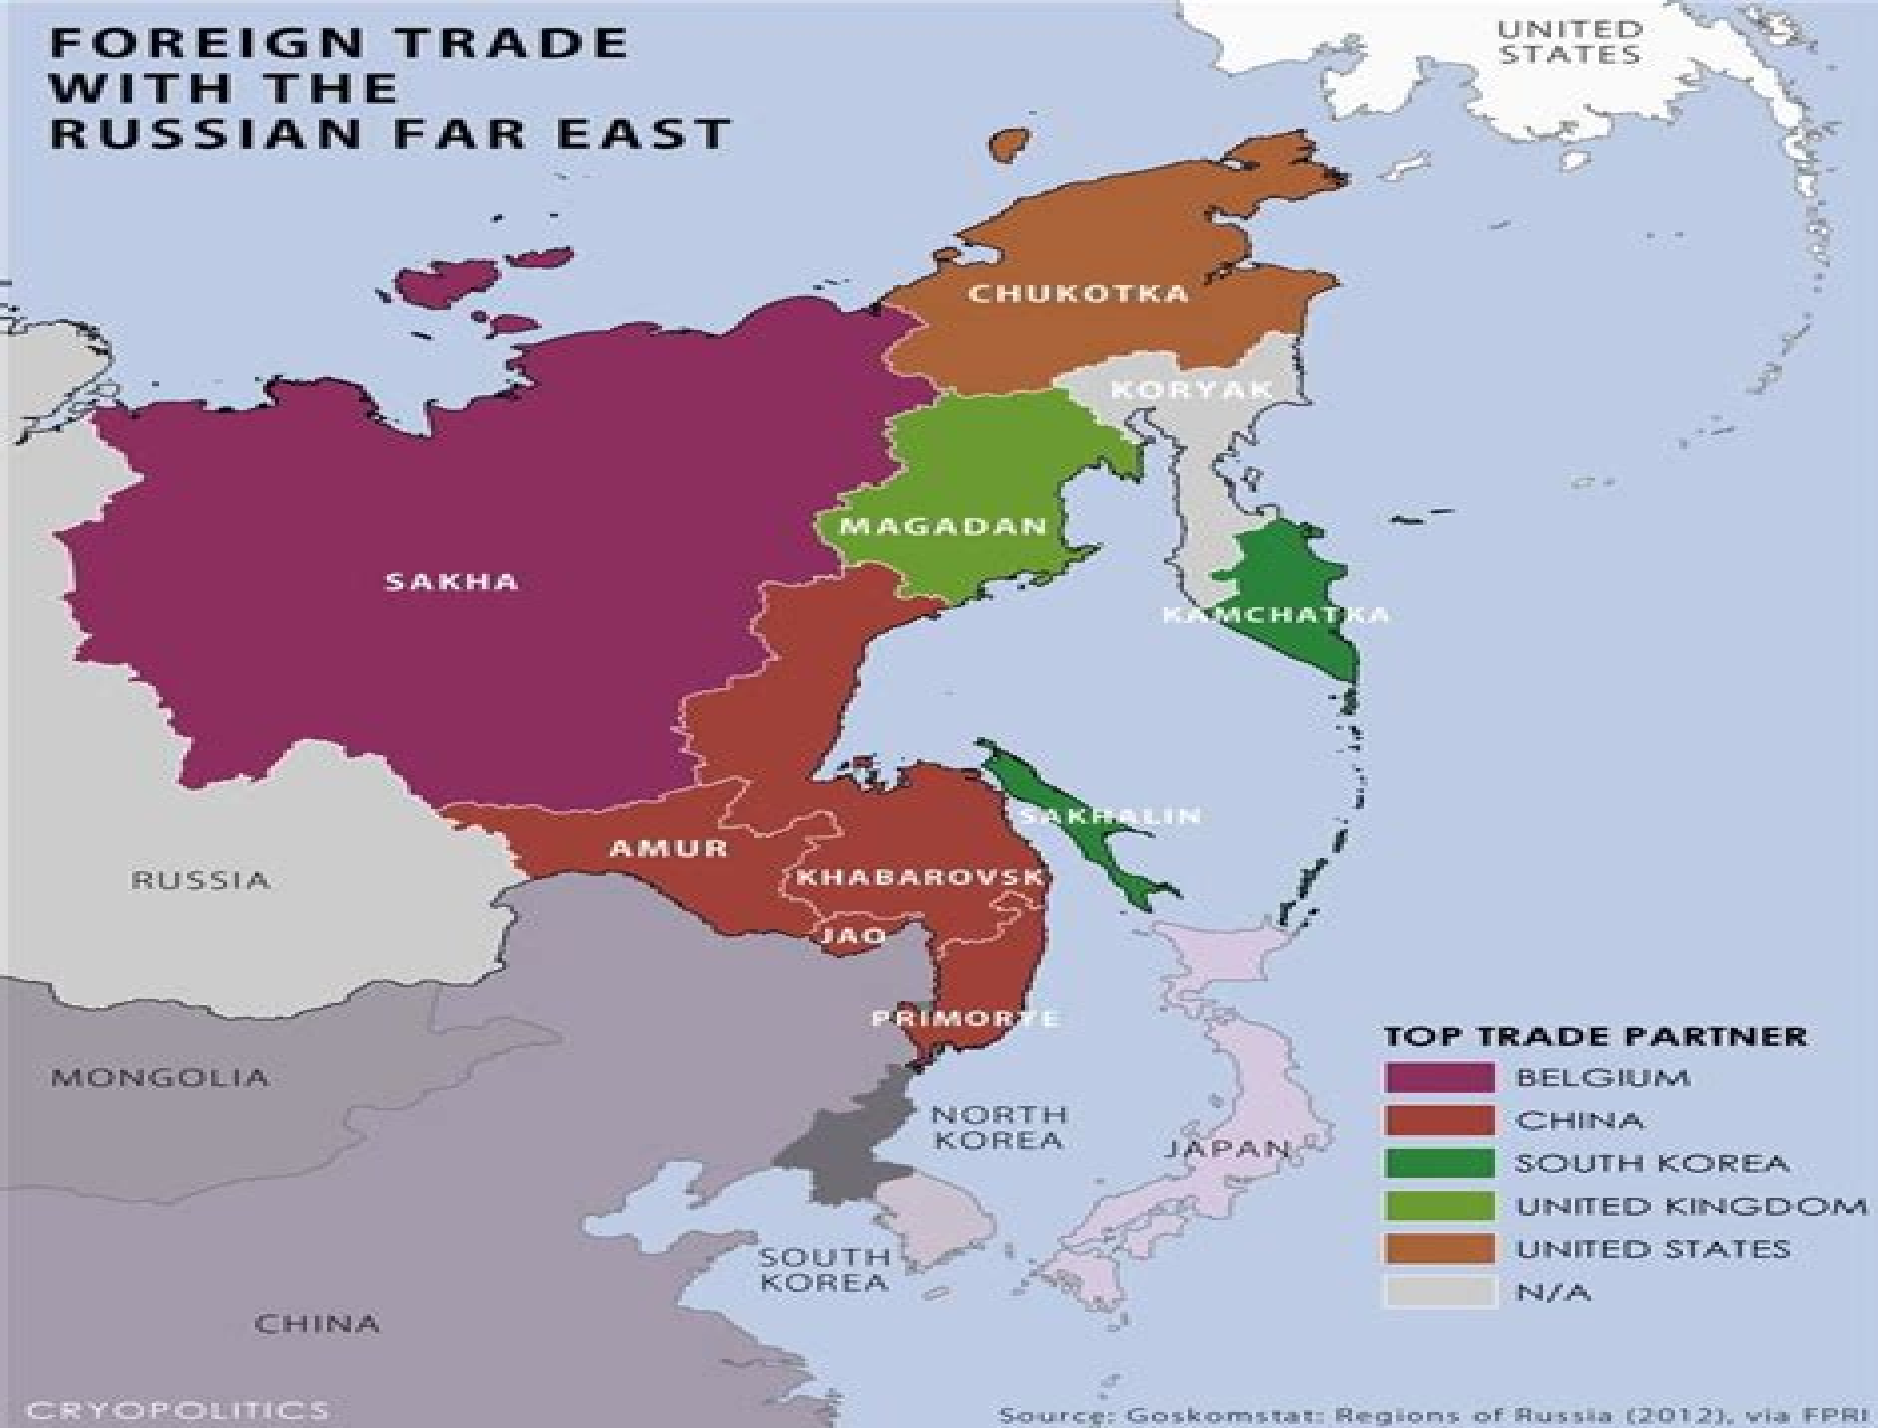 FOREIGN TRADE
WITH THE
RUSSIAN FAR EAST
UNITED
STATES
CHUKOTKA
KORYAK
MAGADAN
SAKHA
KAMCHATKA
SAKHALIN
AMUR
KHABAROVSK
RUSSIA
JAO
PRIMORYE
TOP TRADE PARTNER
BELGIUM
CHINA
SOUTH KOREA
UNITED KINGDOM
UNITED STATES
N/A
MONGOLIA
NORTH
KOREA
JAPAN
SOUTH
KOREA
CHINA
CRYOPOLITICS
Source: Goskomstat: Regions of Russia (2012), via FPRI